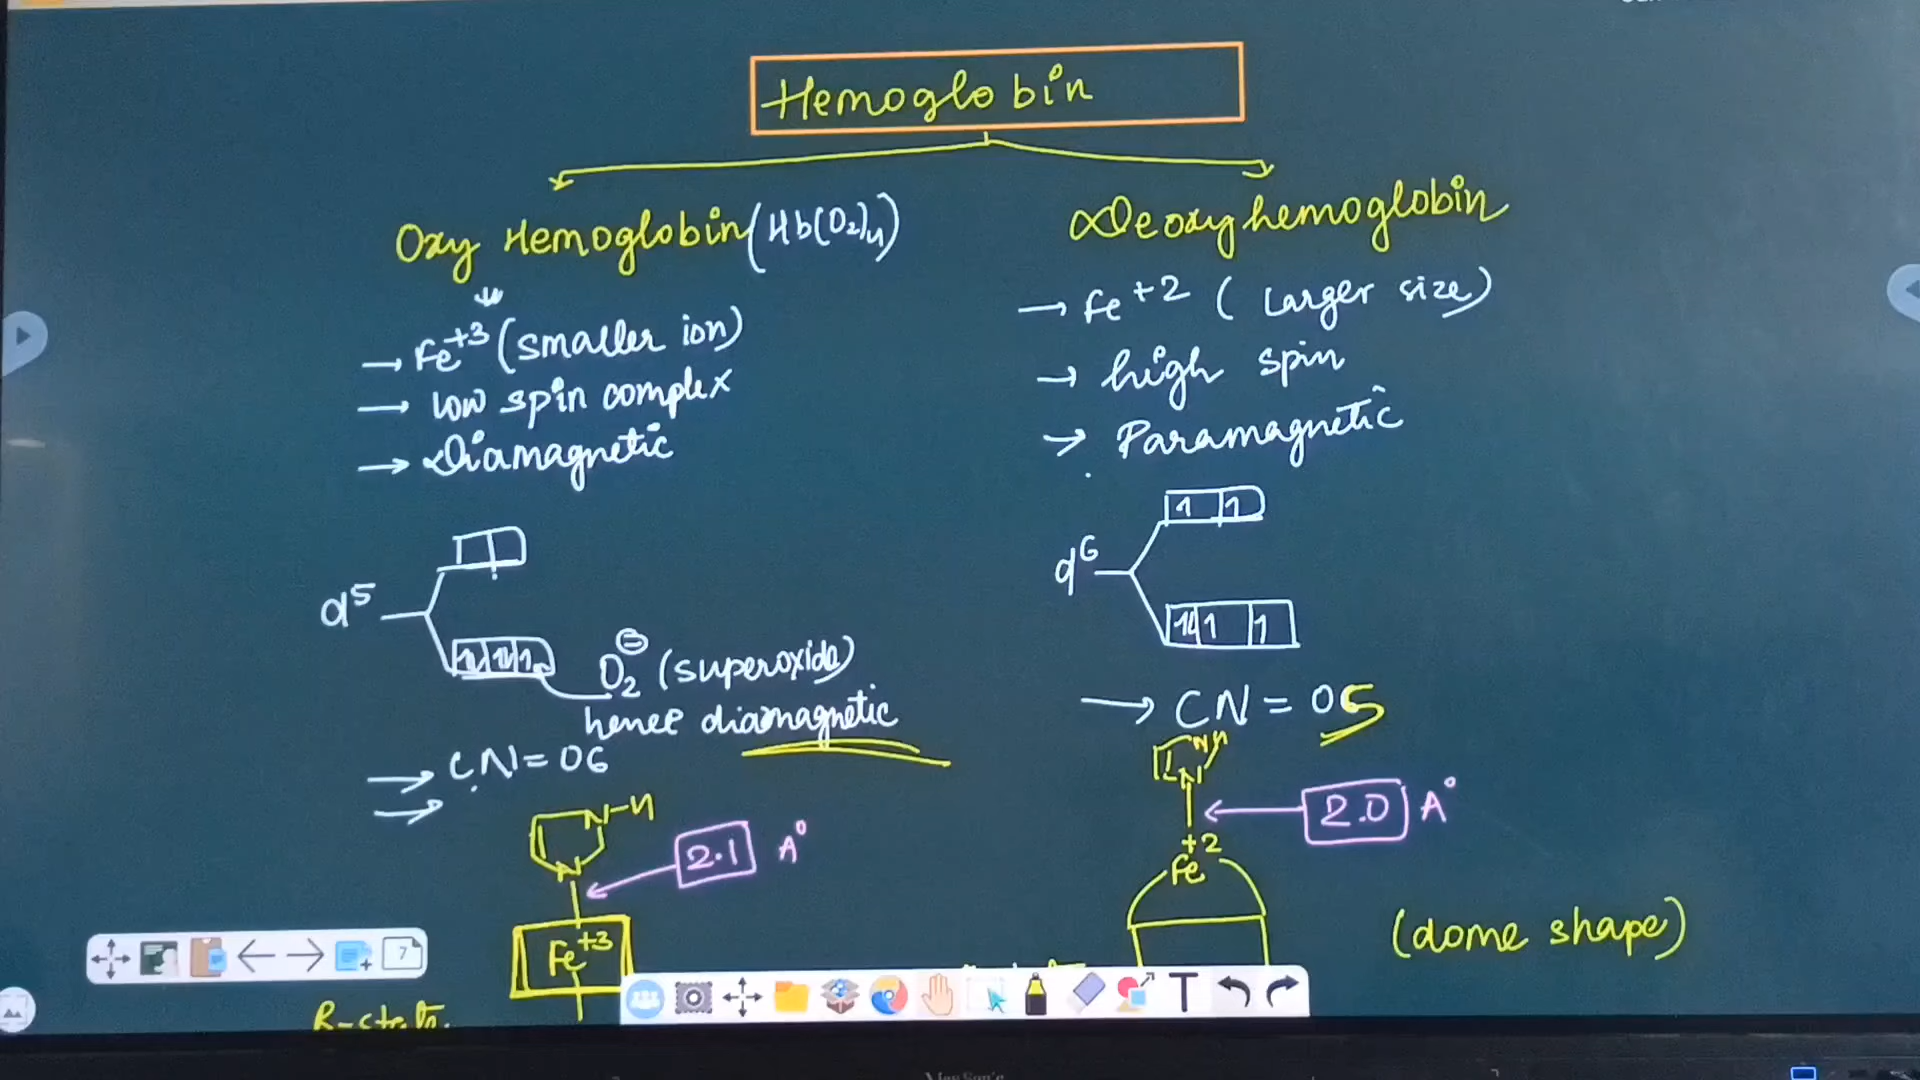 Hemoglobin
Oxy Hemoglobin (Hb(O2)4)
→ Fe+3 (smaller ion)
→ low spin complex
→ Diamagnetic
d5
O2⊖ (superoxide)
hence diamagnetic
→ CN = 06
N-H
N
2.1 A°
Fe+3
Deoxyhemoglobin
→ Fe+2 (Larger size)
→ high spin
→ Paramagnetic
d6
→ CN = 05
NH
N
2.0 A°
+2
Fe
(dome shape)
7
T